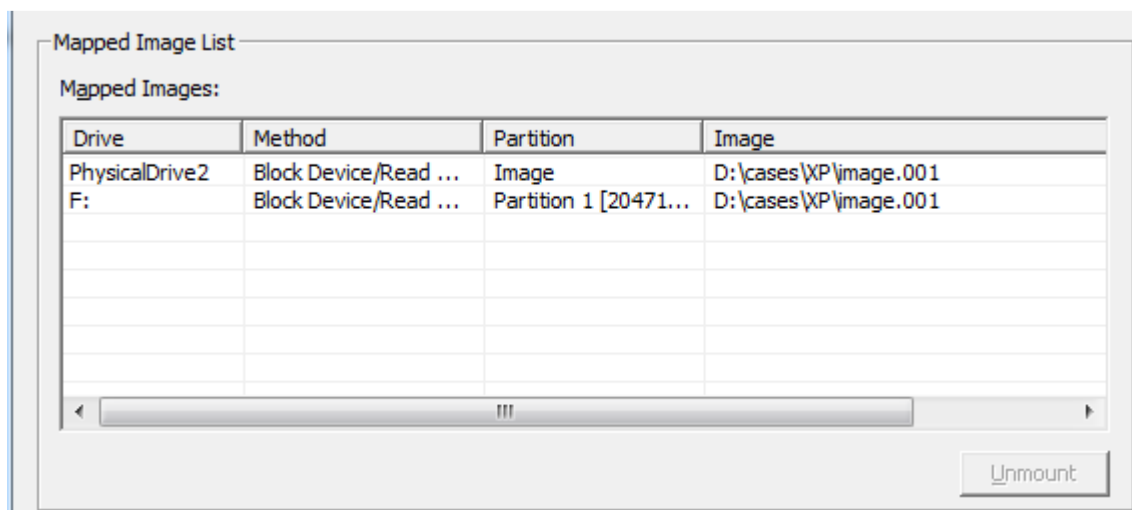 Mapped Image List
Mapped Images:
Drive Method Partition Image
PhysicalDrive2 Block Device/Read ... Image D:\cases\XP\image.001
F: Block Device/Read ... Partition 1 [20471... D:\cases\XP\image.001
Unmount